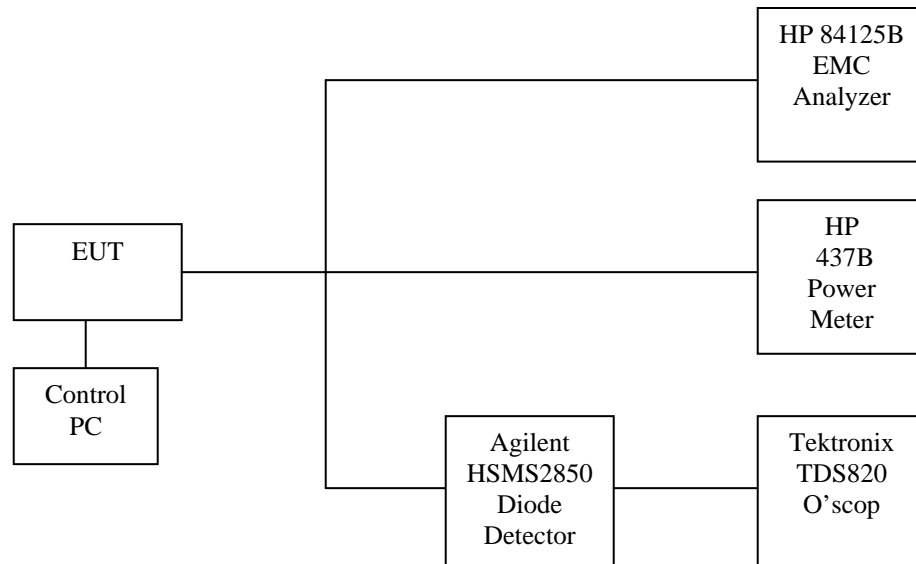 HP 84125B
EMC
Analyzer
EUT
HP
437B
Power
Meter
Control
PC
Agilent
HSMS2850
Diode
Detector
Tektronix
TDS820
O’scop